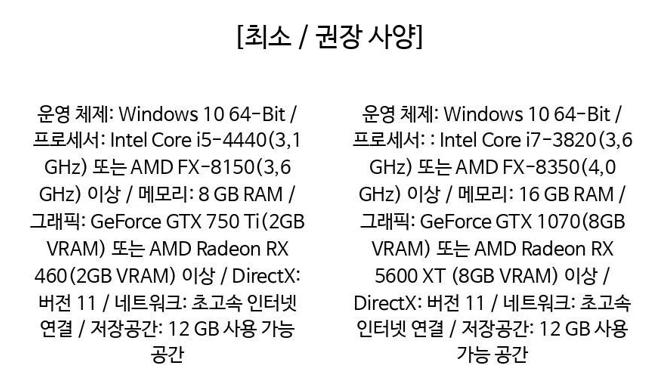 [최소 / 권장 사양]
운영 체제: Windows 10 64-Bit /
프로세서: Intel Core i5-4440(3,1
GHz) 또는 AMD FX-8150(3,6
GHz) 이상 / 메모리: 8 GB RAM /
그래픽: GeForce GTX 750 Ti(2GB
VRAM) 또는 AMD Radeon RX
460(2GB VRAM) 이상 / DirectX:
버전 11 / 네트워크: 초고속 인터넷
연결 / 저장공간: 12 GB 사용 가능
공간
운영 체제: Windows 10 64-Bit /
프로세서: : Intel Core i7-3820(3,6
GHz) 또는 AMD FX-8350(4,0
GHz) 이상 / 메모리: 16 GB RAM /
그래픽: GeForce GTX 1070(8GB
VRAM) 또는 AMD Radeon RX
5600 XT (8GB VRAM) 이상 /
DirectX: 버전 11 / 네트워크: 초고속
인터넷 연결 / 저장공간: 12 GB 사용
가능 공간